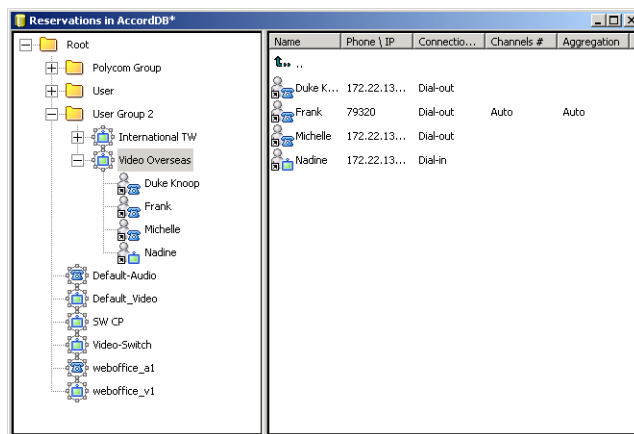 Reservations in AccordDB*
Root
Polycom Group
User
User Group 2
International TW
Video Overseas
Duke Knoop
Frank
Michelle
Nadine
Default-Audio
Default_Video
SW CP
Video-Switch
weboffice_a1
weboffice_v1
Name Phone \ IP Connectio... Channels # Aggregation
..
Duke K... 172.22.13... Dial-out
Frank 79320 Dial-out Auto Auto
Michelle 172.22.13... Dial-out
Nadine 172.22.13... Dial-in